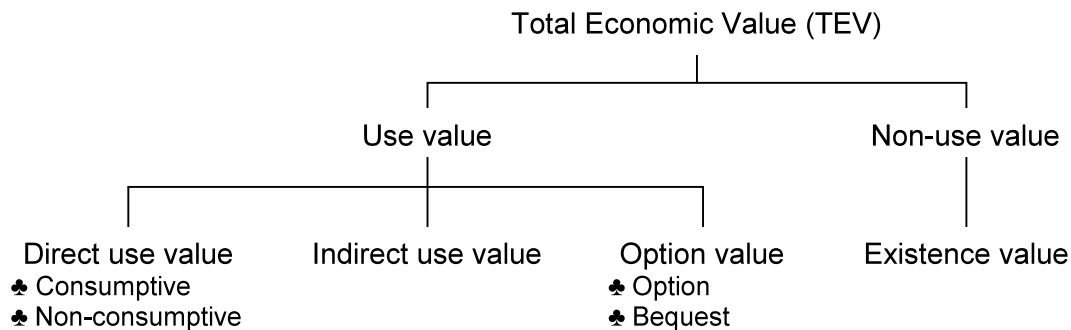 Total Economic Value (TEV)
Use value
Non-use value
Direct use value
♣ Consumptive
♣ Non-consumptive
Indirect use value
Option value
♣ Option
♣ Bequest
Existence value